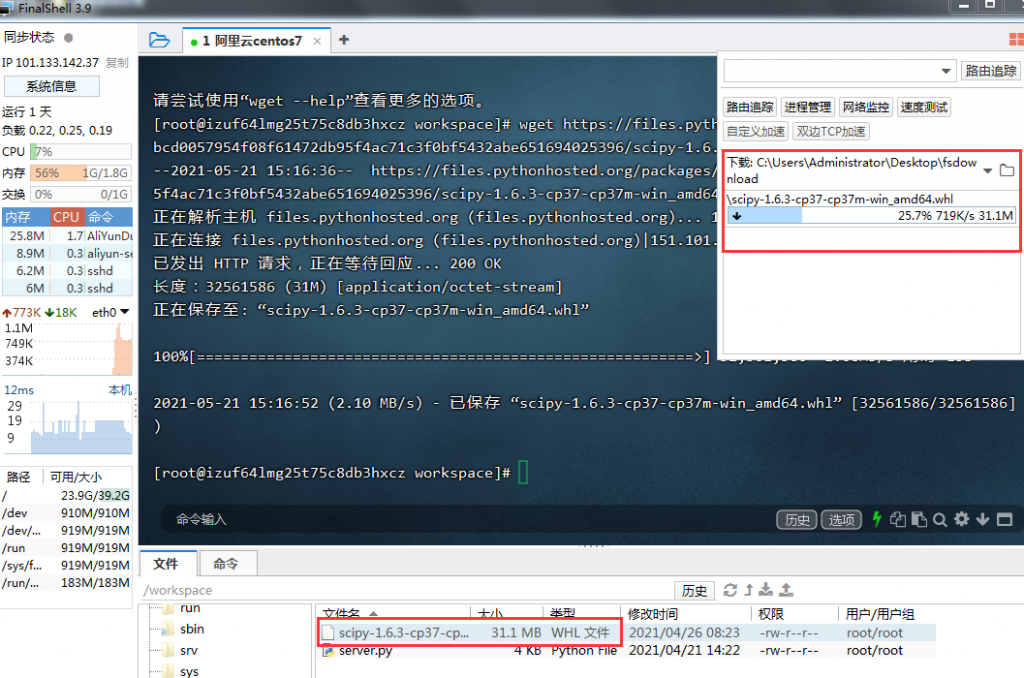 FinalShell 3.9
同步状态
IP 101.133.142.37 复制
系统信息
运行 1 天
负载 0.22, 0.25, 0.19
CPU 7%
内存 56% 1G/1.8G
交换 0% 0/1G
内存 CPU 命令
25.8M 1.7 AliYunDu
8.9M 0.3 aliyun-se
6.2M 0.3 sshd
6M 0.3 sshd
773K 18K eth0
1.1M
749K
374K
12ms 本机
29
19
9
路径 可用/大小
/ 23.9G/39.2G
/dev 910M/910M
/dev/... 919M/919M
/run 919M/919M
/sys/f... 919M/919M
/run/... 183M/183M
1 阿里云centos7 × +
请尝试使用“wget --help”查看更多的选项。
[root@izuf64lmg25t75c8db3hxcz workspace]# wget https://files.pyth
bcd0057954f08f61472db95f4ac71c3f0bf5432abe651694025396/scipy-1.6.
--2021-05-21 15:16:36-- https://files.pythonhosted.org/packages/
5f4ac71c3f0bf5432abe651694025396/scipy-1.6.3-cp37-cp37m-win_amd64
正在解析主机 files.pythonhosted.org (files.pythonhosted.org)... 1
正在连接 files.pythonhosted.org (files.pythonhosted.org)|151.101.
已发出 HTTP 请求，正在等待回应... 200 OK
长度：32561586 (31M) [application/octet-stream]
正在保存至: “scipy-1.6.3-cp37-cp37m-win_amd64.whl”
100%[=========================================================>]
2021-05-21 15:16:52 (2.10 MB/s) - 已保存 “scipy-1.6.3-cp37-cp37m-win_amd64.whl” [32561586/32561586]
)
[root@izuf64lmg25t75c8db3hxcz workspace]#
命令输入 历史 选项
路由追踪
路由追踪 进程管理 网络监控 速度测试
自定义加速 双边TCP加速
下载: C:\Users\Administrator\Desktop\fsdow
nload
\scipy-1.6.3-cp37-cp37m-win_amd64.whl
25.7% 719K/s 31.1M
文件 命令
/workspace 历史
run
sbin
srv
sys
文件名 大小 类型 修改时间 权限 用户/用户组
scipy-1.6.3-cp37-cp... 31.1 MB WHL 文件 2021/04/26 08:23 -rw-r--r-- root/root
server.py 4 KB Python File 2021/04/21 14:22 -rw-r--r-- root/root